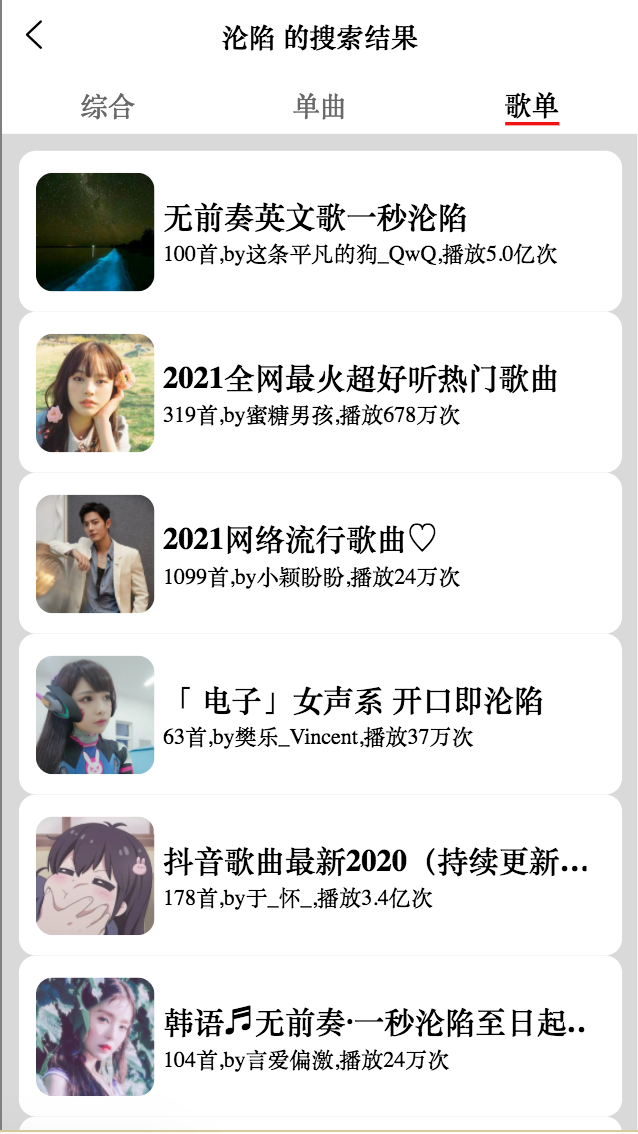 沦陷 的搜索结果
综合 单曲 歌单
无前奏英文歌一秒沦陷
100首,by这条平凡的狗_QwQ,播放5.0亿次
2021全网最火超好听热门歌曲
319首,by蜜糖男孩,播放678万次
2021网络流行歌曲♡
1099首,by小颖盼盼,播放24万次
「 电子」女声系 开口即沦陷
63首,by樊乐_Vincent,播放37万次
抖音歌曲最新2020（持续更新...
178首,by于_怀_,播放3.4亿次
韩语♬无前奏·一秒沦陷至日起..
104首,by言爱偏激,播放24万次